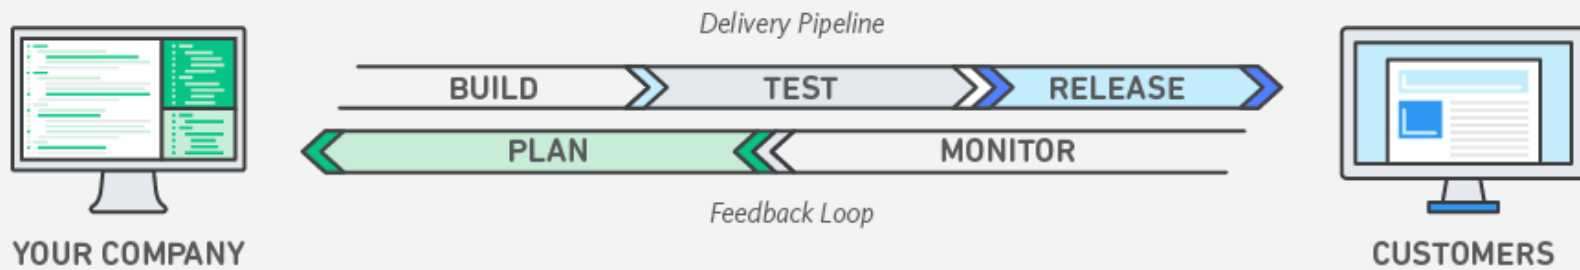 Delivery Pipeline
BUILD TEST RELEASE
PLAN MONITOR
Feedback Loop
YOUR COMPANY
CUSTOMERS